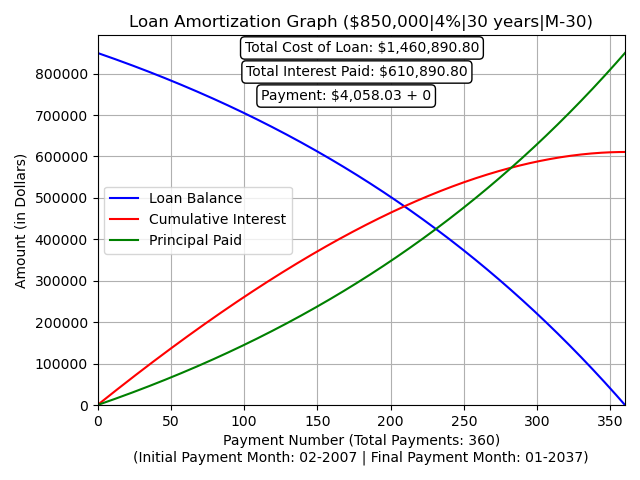 Loan Amortization Graph ($850,000|4%|30 years|M-30)
Total Cost of Loan: $1,460,890.80
Total Interest Paid: $610,890.80
Payment: $4,058.03 + 0
Amount (in Dollars)
800000
700000
600000
500000
400000
300000
200000
100000
0
Loan Balance
Cumulative Interest
Principal Paid
0 50 100 150 200 250 300 350
Payment Number (Total Payments: 360)
(Initial Payment Month: 02-2007 | Final Payment Month: 01-2037)